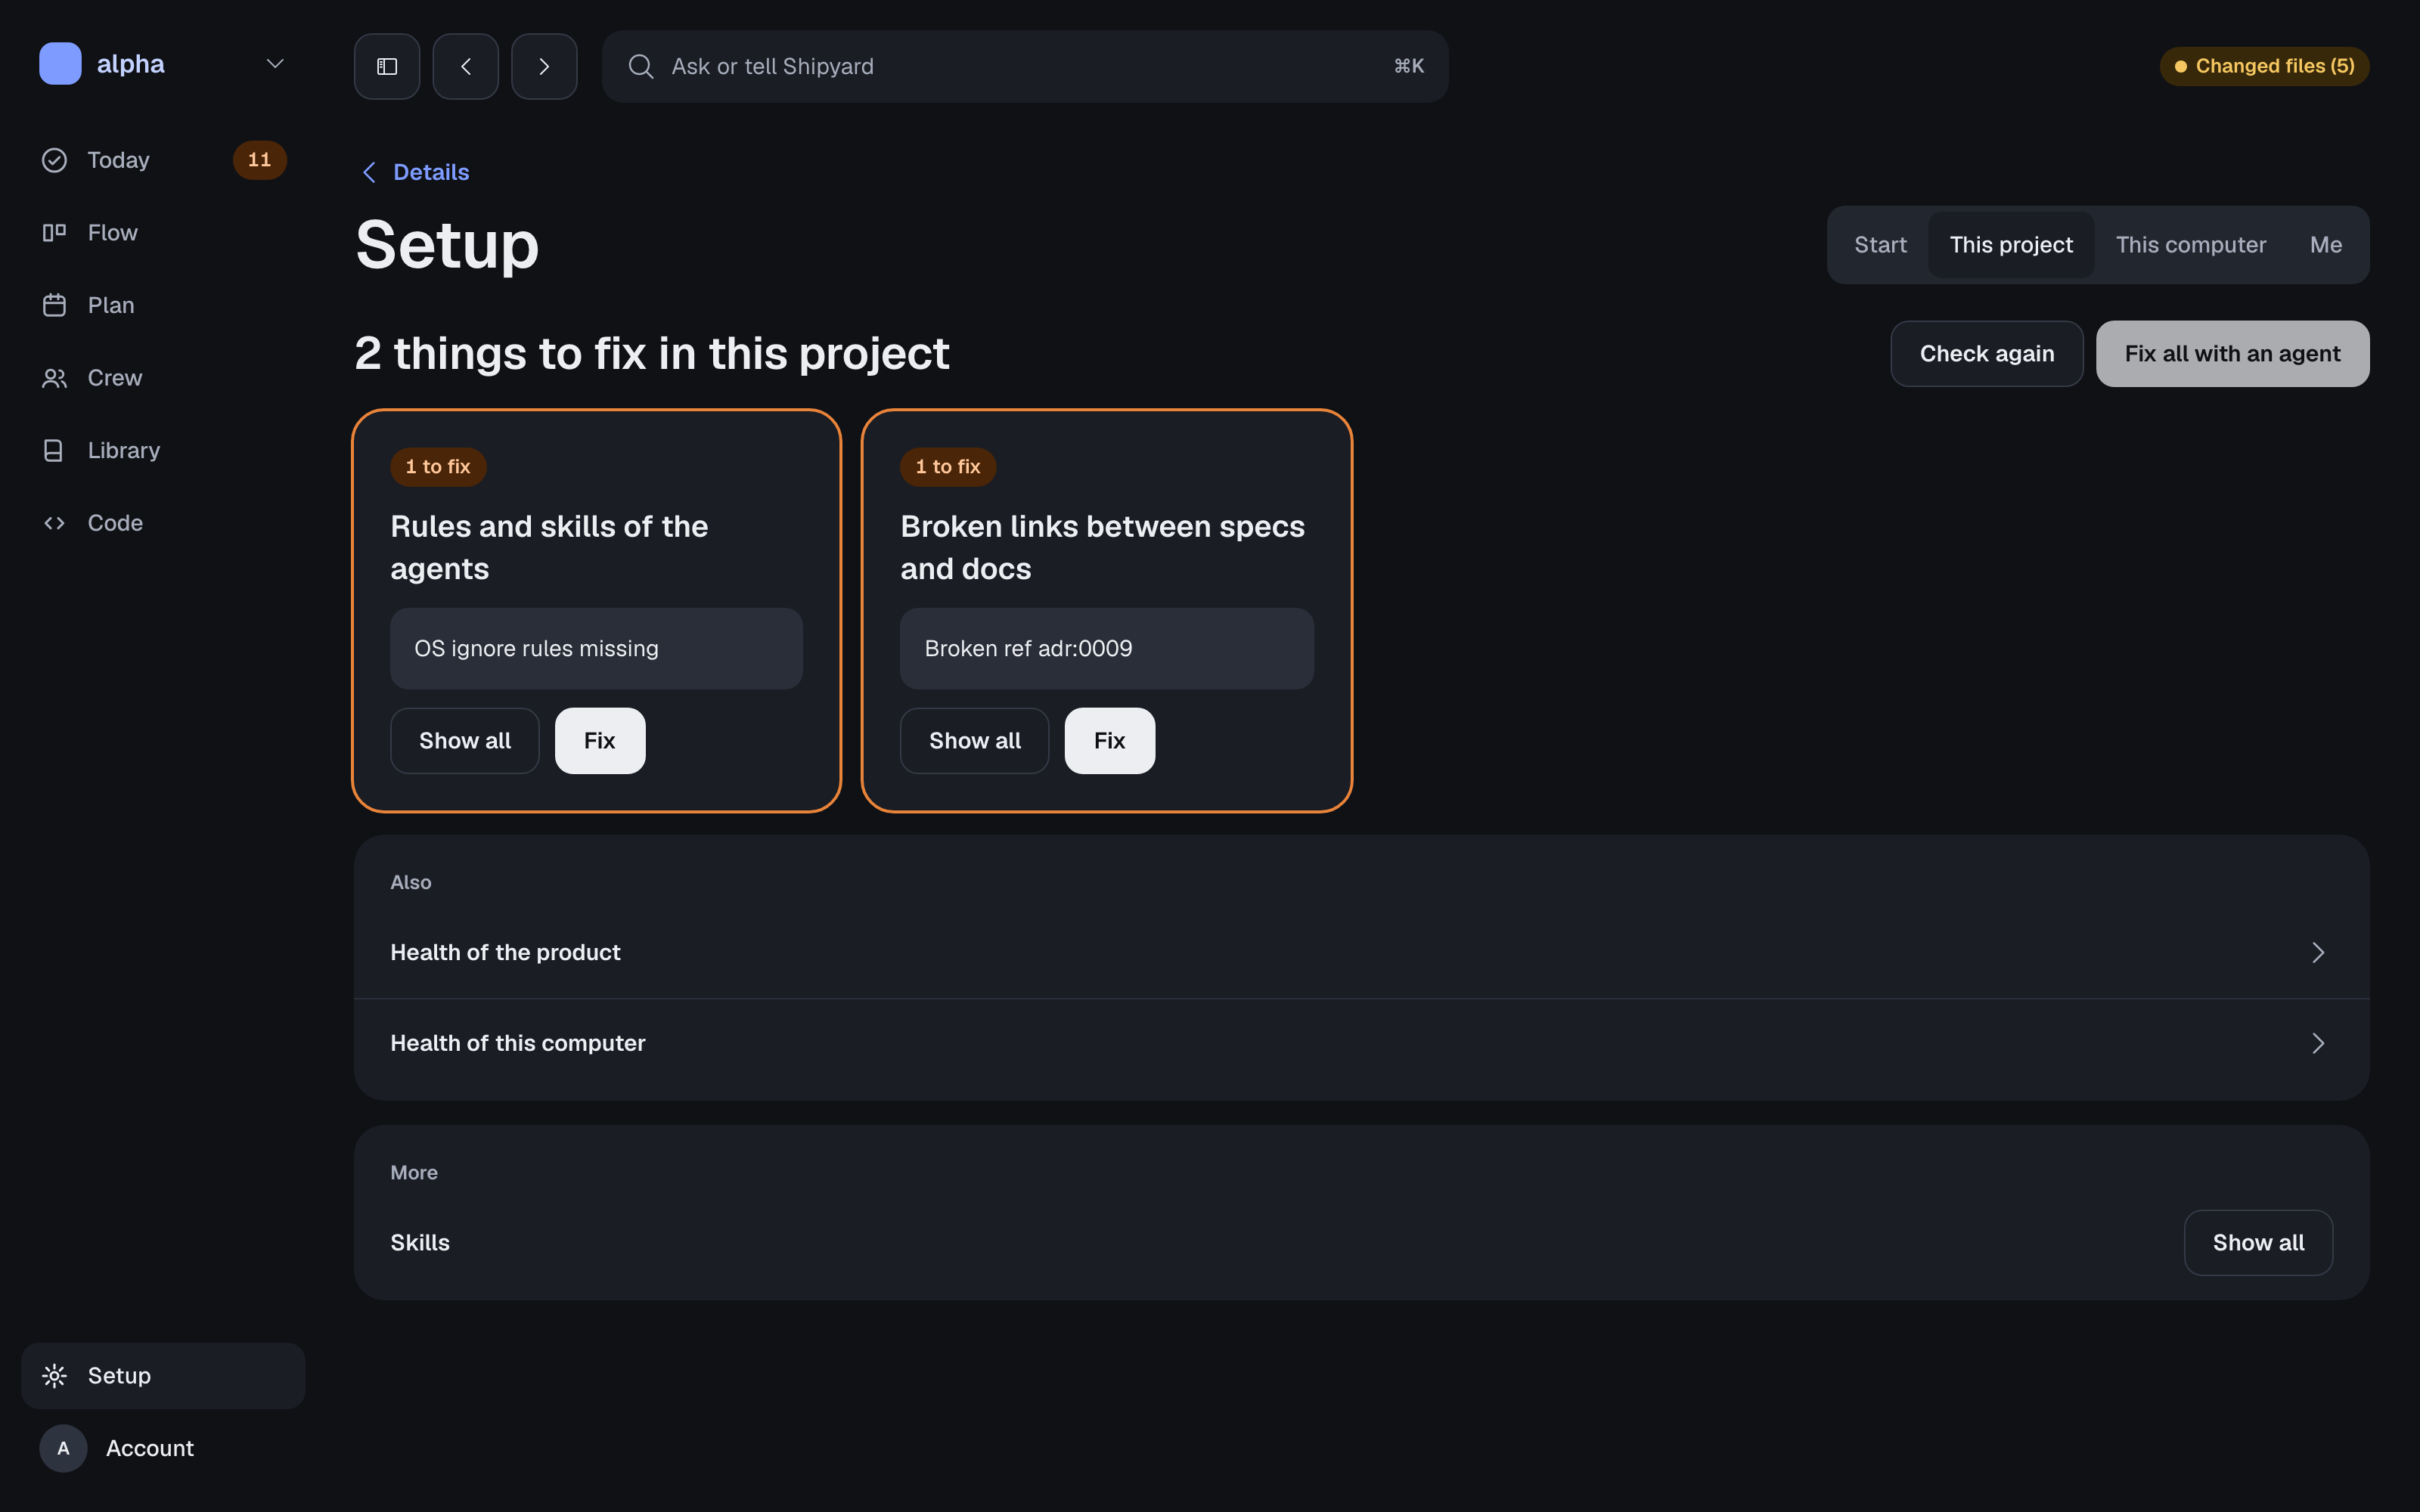 alpha
Ask or tell Shipyard
⌘K
Changed files (5)
Today
11
Flow
Plan
Crew
Library
Code
Details
Setup
Start
This project
This computer
Me
2 things to fix in this project
Check again
Fix all with an agent
1 to fix
Rules and skills of the
agents
OS ignore rules missing
Show all
Fix
1 to fix
Broken links between specs
and docs
Broken ref adr:0009
Show all
Fix
Also
Health of the product
Health of this computer
More
Skills
Show all
Setup
A
Account